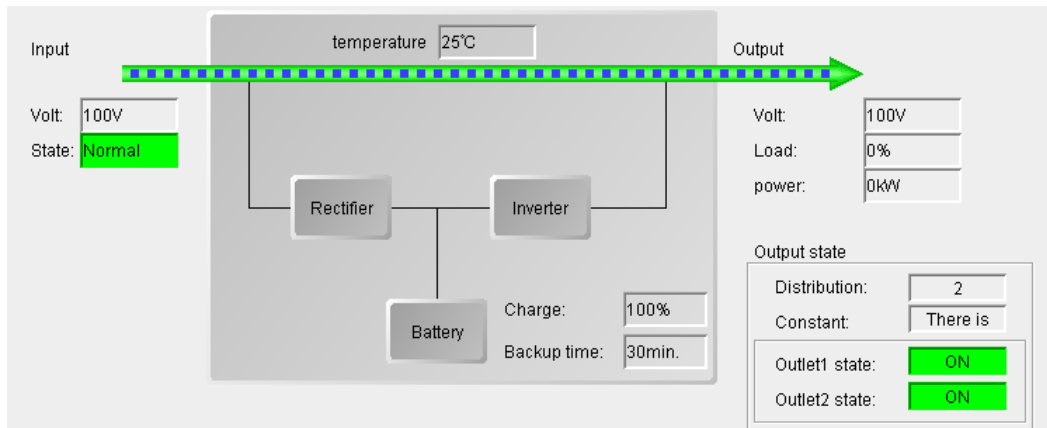 Input
temperature 25℃
Output
Volt: 100V
State: Normal
Volt: 100V
Load: 0%
power: 0kW
Rectifier
Inverter
Battery
Charge: 100%
Backup time: 30min.
Output state
Distribution: 2
Constant: There is
Outlet1 state: ON
Outlet2 state: ON